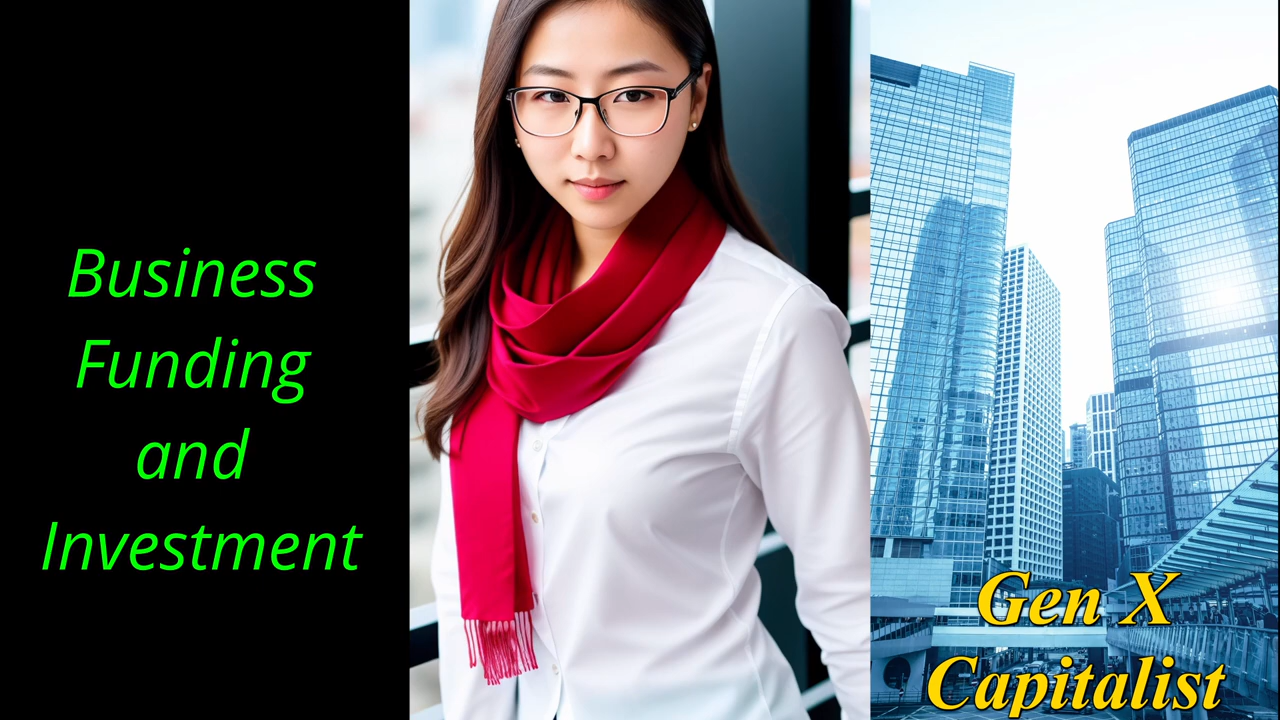 Business
Funding
and
Investment
Gen X
Capitalist